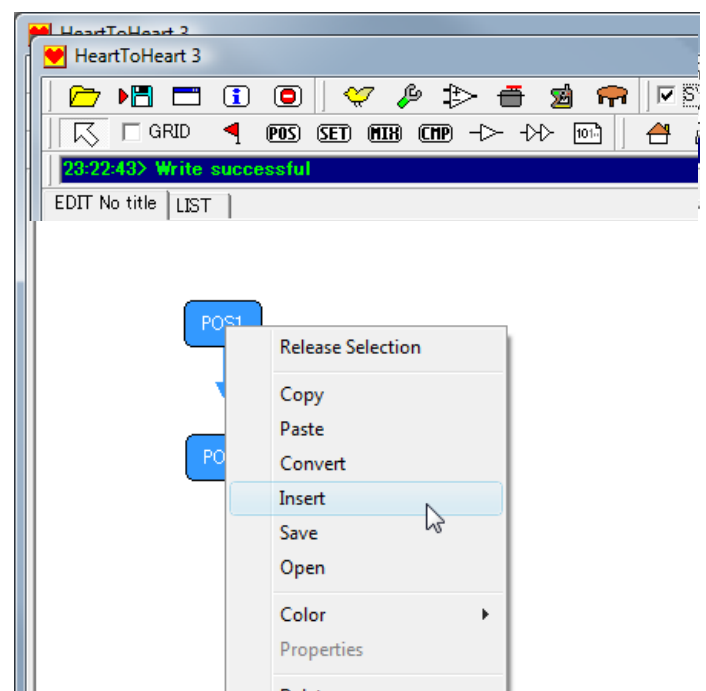 HeartToHeart 3
HeartToHeart 3
GRID POS SET MIX CMP 101..
23:22:43> Write successful
EDIT No title LIST
POS1
Release Selection
Copy
Paste
Convert
PO
Insert
Save
Open
Color
Properties